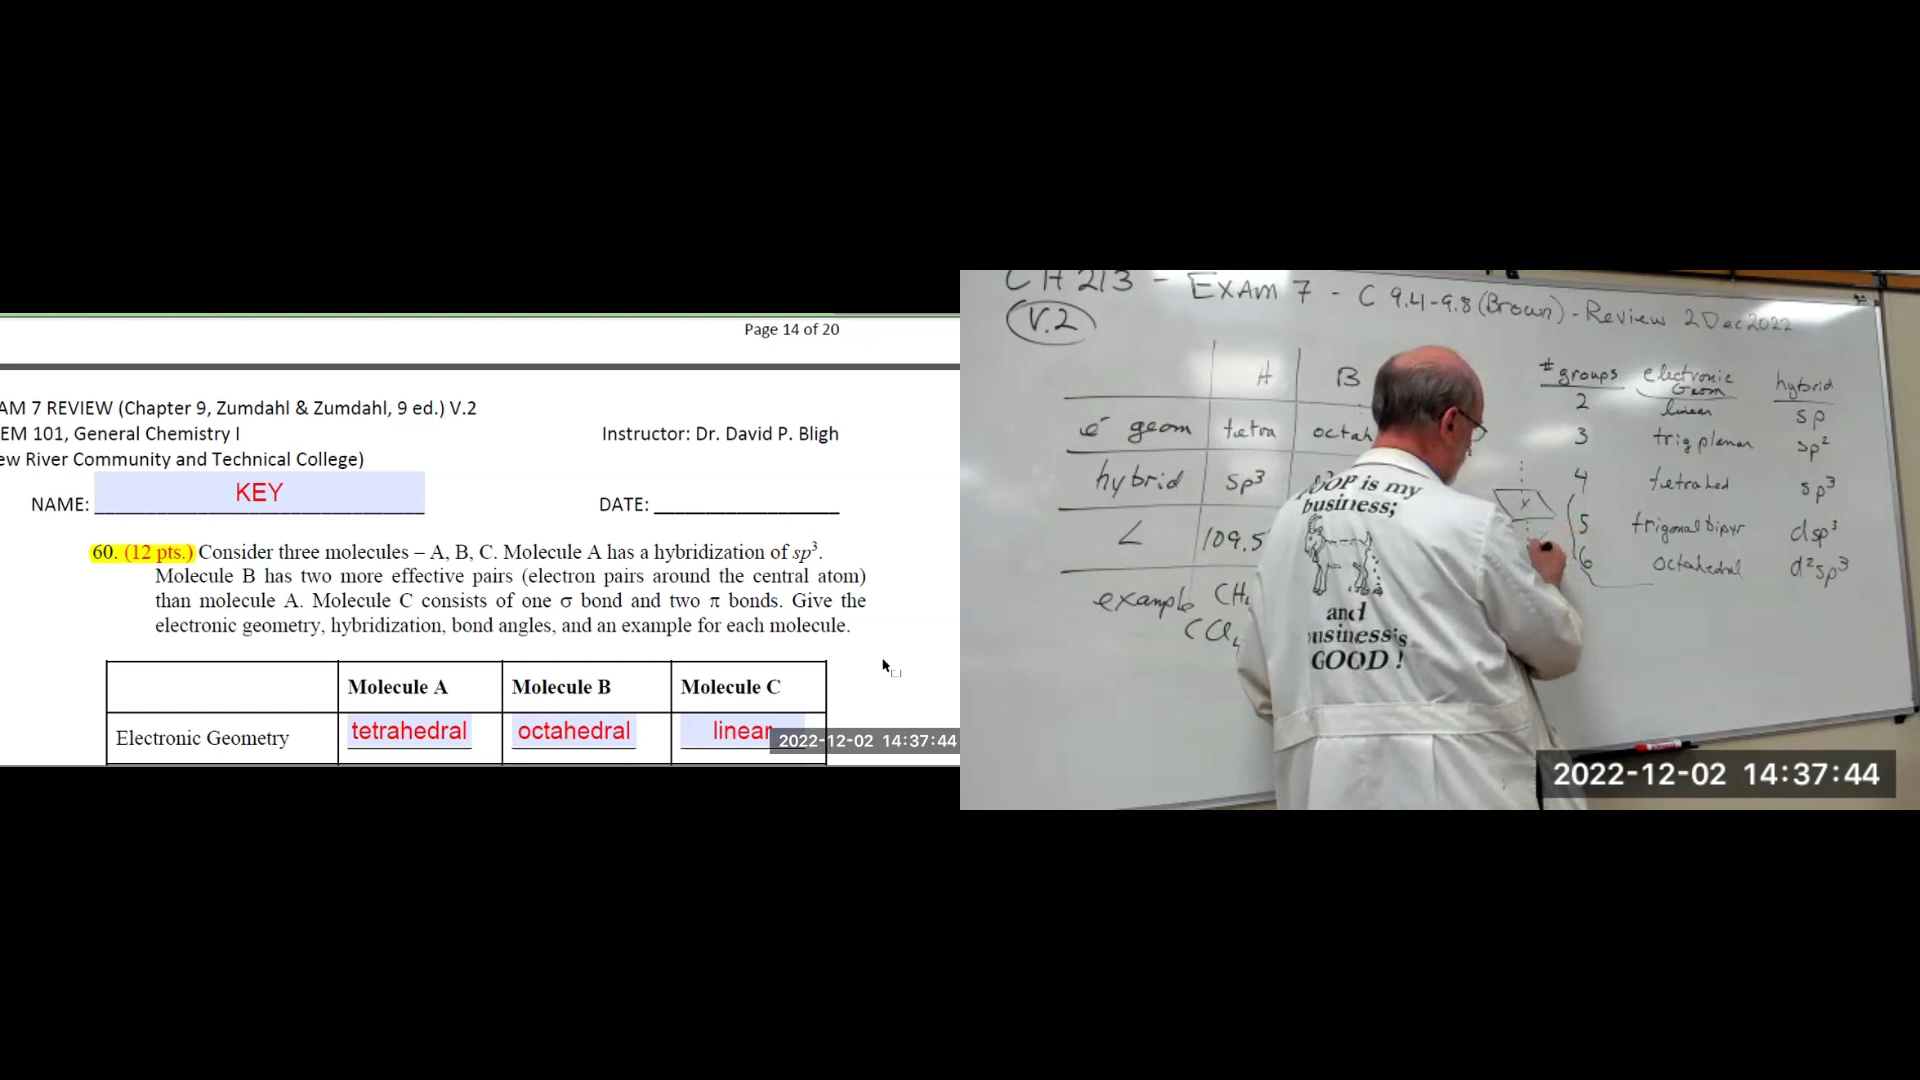 Page 14 of 20
AM 7 REVIEW (Chapter 9, Zumdahl & Zumdahl, 9 ed.) V.2
EM 101, General Chemistry I
Instructor: Dr. David P. Bligh
ew River Community and Technical College)
NAME: KEY
DATE:
60. (12 pts.) Consider three molecules – A, B, C. Molecule A has a hybridization of sp³.
Molecule B has two more effective pairs (electron pairs around the central atom)
than molecule A. Molecule C consists of one σ bond and two π bonds. Give the
electronic geometry, hybridization, bond angles, and an example for each molecule.
Molecule A Molecule B Molecule C
Electronic Geometry tetrahedral octahedral linear
2022-12-02 14:37:44
CH 213 - EXAM 7 - C 9.4-9.8 (Brown) - Review 2 Dec 2022
V.2
A B
e⁻ geom tetra octah
hybrid sp³
∠ 109.5
example CH₄
CCl₄
# groups electronic Geom hybrid
2 linear sp
3 trig planar sp²
4 tetrahed sp³
5 trigonal bipyr dsp³
6 octahedral d²sp³
x
POOP is my
business;
and
business's
GOOD!
2022-12-02 14:37:44